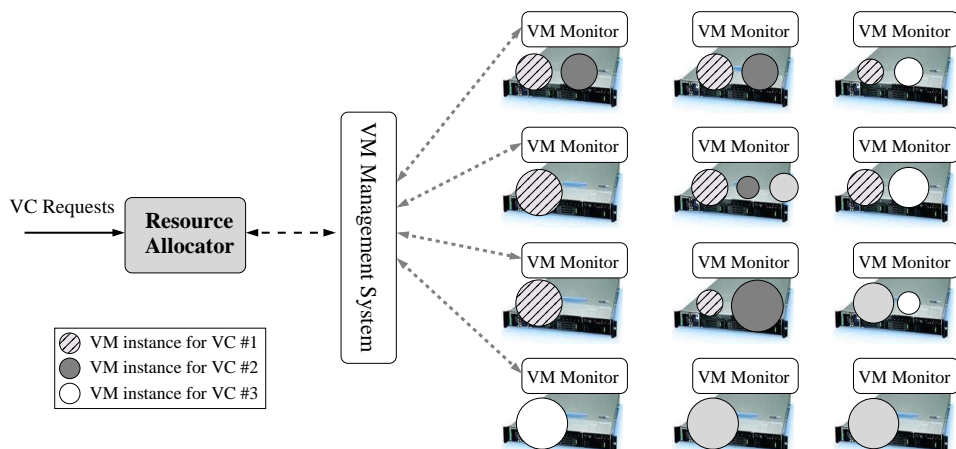 VM Monitor
VM Monitor
VM Monitor
VM Monitor
VM Monitor
VM Monitor
VC Requests
Resource
Allocator
VM Management System
VM Monitor
VM Monitor
VM Monitor
VM instance for VC #1
VM instance for VC #2
VM instance for VC #3
VM Monitor
VM Monitor
VM Monitor